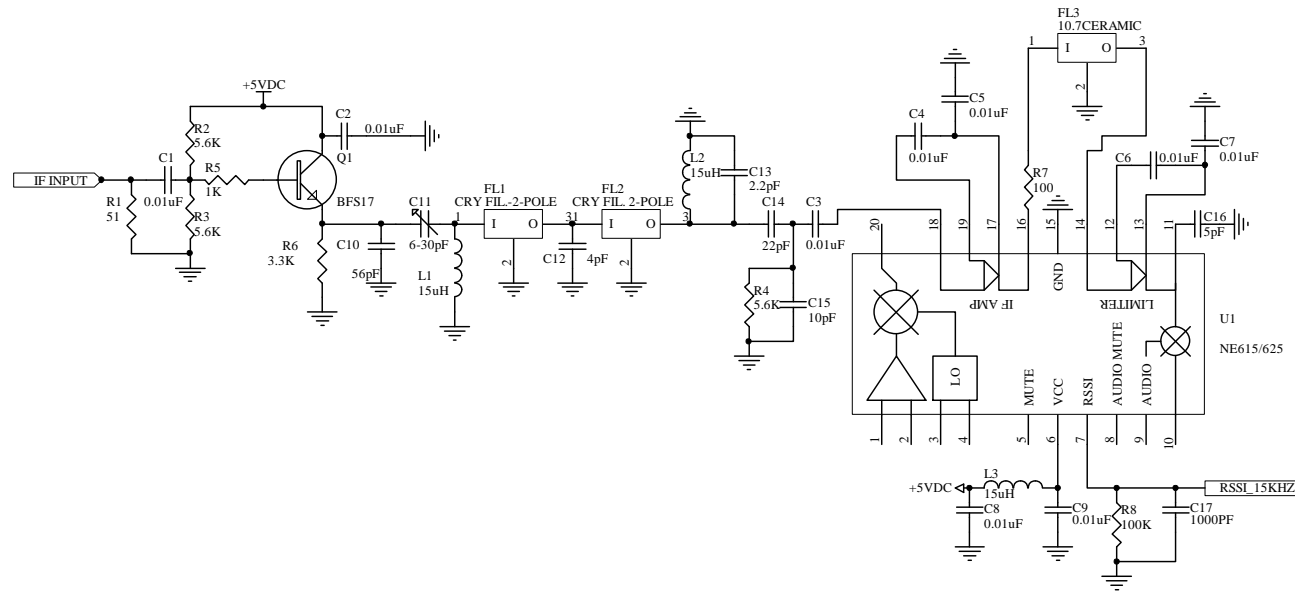 FL3
10.7CERAMIC
1
I
O
3
2
+5VDC
C2
0.01uF
Q1
BFS17
R2
5.6K
C1
0.01uF
R5
1K
IF INPUT
R1
51
R3
5.6K
R6
3.3K
C10
56pF
C11
6-30pF
L1
15uH
FL1
CRY FIL.-2-POLE
1
I
O
2
31
C12
4pF
FL2
CRY FIL. 2-POLE
I
O
2
3
L2
15uH
C13
2.2pF
C14
22pF
C3
0.01uF
R4
5.6K
C15
10pF
C4
0.01uF
C5
0.01uF
R7
100
C6
0.01uF
C7
0.01uF
C16
5pF
20
18
19
17
16
15
14
12
13
11
IF AMP
GND
LIMITER
U1
NE615/625
LO
MUTE
VCC
RSSI
AUDIO MUTE
AUDIO
1
2
3
4
5
6
7
8
9
10
+5VDC
L3
15uH
C8
0.01uF
C9
0.01uF
R8
100K
C17
1000PF
RSSI_15KHZ